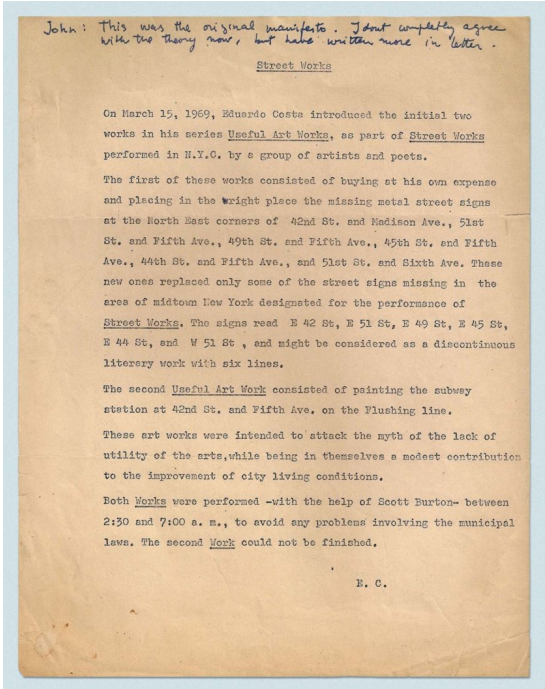 John: This was the original manifesto. I dont completly agree
with the theory now, but have written more in letter.
Street Works
On March 15, 1969, Eduardo Costa introduced the initial two
works in his series Useful Art Works, as part of Street Works
performed in N.Y.C. by a group of artists and poets.
The first of these works consisted of buying at his own expense
and placing in the wright place the missing metal street signs
at the North East corners of 42nd St. and Madison Ave., 51st
St. and Fifth Ave., 49th St. and Fifth Ave., 45th St. and Fifth
Ave., 44th St. and Fifth Ave., and 51st St. and Sixth Ave. These
new ones replaced only some of the street signs missing in the
area of midtown New York designated for the performance of
Street Works. The signs read E 42 St, E 51 St, E 49 St, E 45 St,
E 44 St, and W 51 St , and might be considered as a discontinuous
literary work with six lines.
The second Useful Art Work consisted of painting the subway
station at 42nd St. and Fifth Ave. on the Flushing line.
These art works were intended to attack the myth of the lack of
utility of the arts,while being in themselves a modest contribution
to the improvement of city living conditions.
Both Works were performed -with the help of Scott Burton- between
2:30 and 7:00 a. m., to avoid any problems involving the municipal
laws. The second Work could not be finished.
E. C.